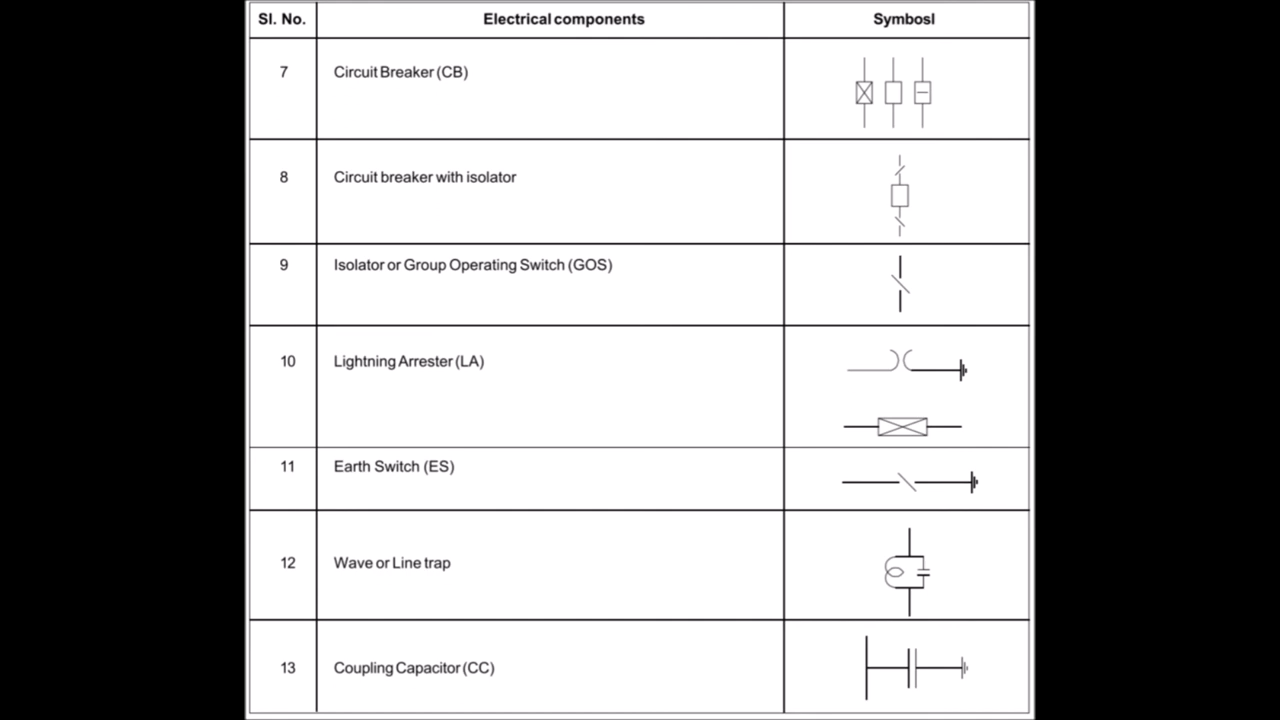 Sl. No. Electrical components Symbosl
7 Circuit Breaker (CB)
8 Circuit breaker with isolator
9 Isolator or Group Operating Switch (GOS)
10 Lightning Arrester (LA)
11 Earth Switch (ES)
12 Wave or Line trap
13 Coupling Capacitor (CC)